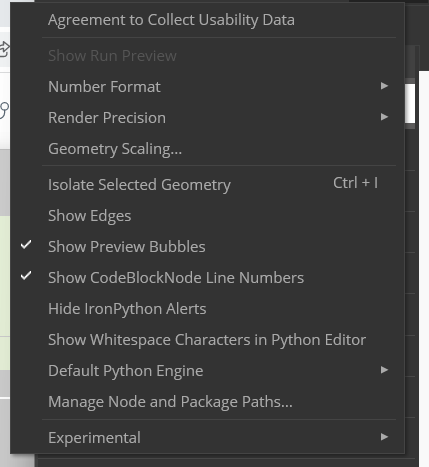 Agreement to Collect Usability Data
Show Run Preview
Number Format
Render Precision
Geometry Scaling...
Isolate Selected Geometry Ctrl + I
Show Edges
Show Preview Bubbles
Show CodeBlockNode Line Numbers
Hide IronPython Alerts
Show Whitespace Characters in Python Editor
Default Python Engine
Manage Node and Package Paths...
Experimental